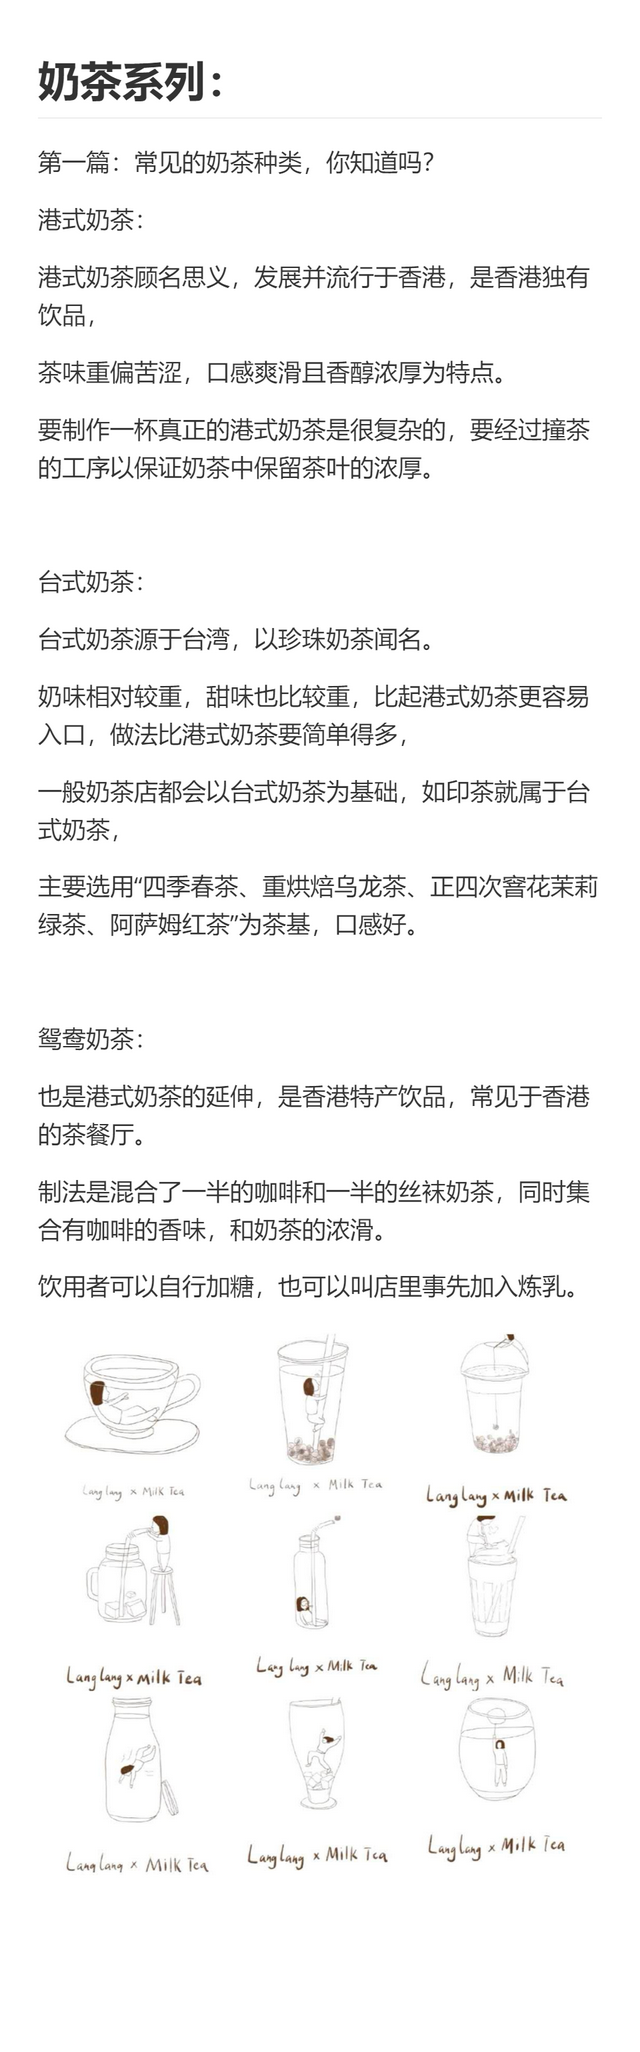 奶茶系列：
第一篇：常见的奶茶种类，你知道吗？
港式奶茶：
港式奶茶顾名思义，发展并流行于香港，是香港独有
饮品，
茶味重偏苦涩，口感爽滑且香醇浓厚为特点。
要制作一杯真正的港式奶茶是很复杂的，要经过撞茶
的工序以保证奶茶中保留茶叶的浓厚。
台式奶茶：
台式奶茶源于台湾，以珍珠奶茶闻名。
奶味相对较重，甜味也比较重，比起港式奶茶更容易
入口，做法比港式奶茶要简单得多，
一般奶茶店都会以台式奶茶为基础，如印茶就属于台
式奶茶，
主要选用“四季春茶、重烘焙乌龙茶、正四次窨花茉莉
绿茶、阿萨姆红茶”为茶基，口感好。
鸳鸯奶茶：
也是港式奶茶的延伸，是香港特产饮品，常见于香港
的茶餐厅。
制法是混合了一半的咖啡和一半的丝袜奶茶，同时集
合有咖啡的香味，和奶茶的浓滑。
饮用者可以自行加糖，也可以叫店里事先加入炼乳。
Lang Lang × Milk Tea
Lang Lang × Milk Tea
Lang Lang × Milk Tea
Lang Lang × Milk Tea
Lang Lang × Milk Tea
Lang Lang × Milk Tea
Lang Lang × Milk Tea
Lang Lang × Milk Tea
Lang Lang × Milk Tea